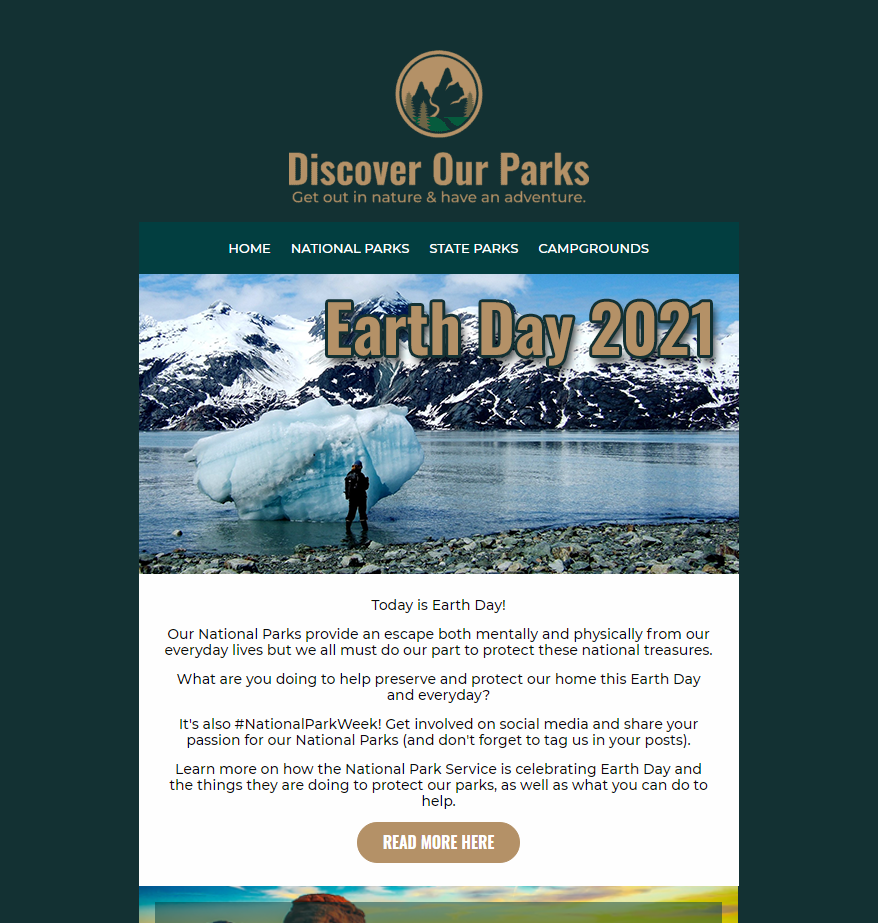 Discover Our Parks
Get out in nature & have an adventure.
HOME NATIONAL PARKS STATE PARKS CAMPGROUNDS
Earth Day 2021
Today is Earth Day!
Our National Parks provide an escape both mentally and physically from our
everyday lives but we all must do our part to protect these national treasures.
What are you doing to help preserve and protect our home this Earth Day
and everyday?
It's also #NationalParkWeek! Get involved on social media and share your
passion for our National Parks (and don't forget to tag us in your posts).
Learn more on how the National Park Service is celebrating Earth Day and
the things they are doing to protect our parks, as well as what you can do to
help.
READ MORE HERE